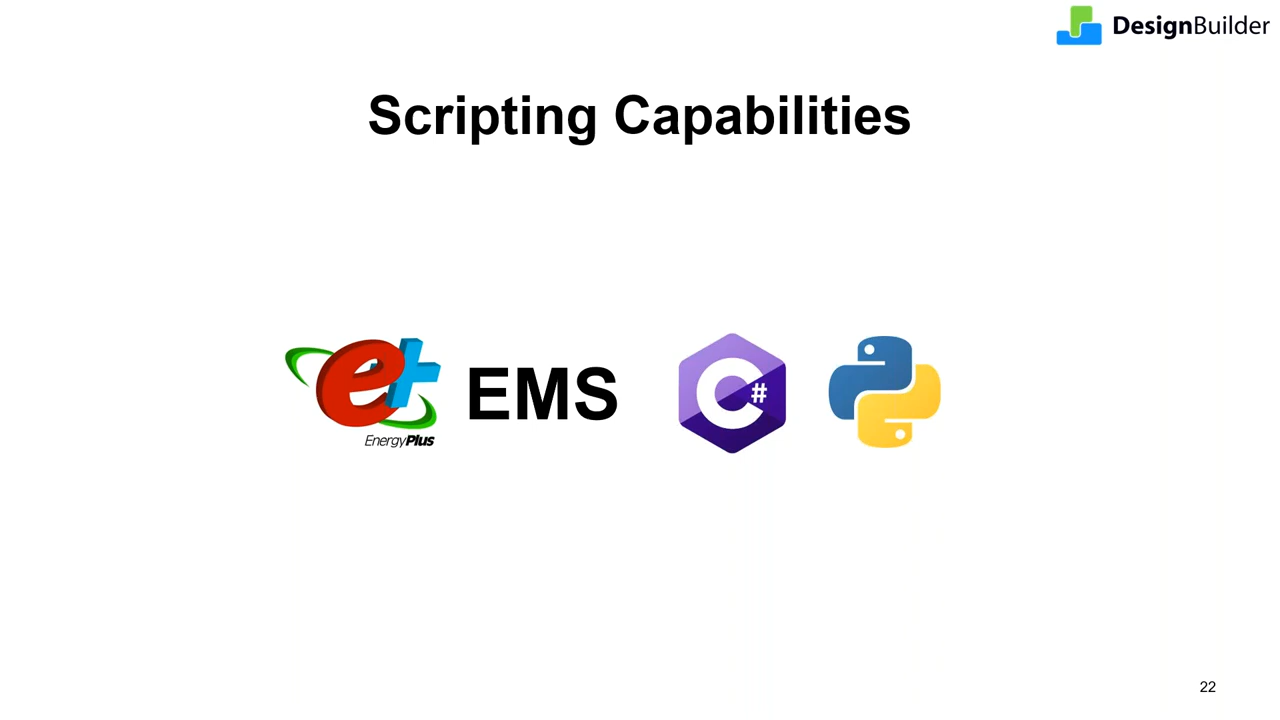 DesignBuilder
Scripting Capabilities
e+
EnergyPlus
EMS
C#
22